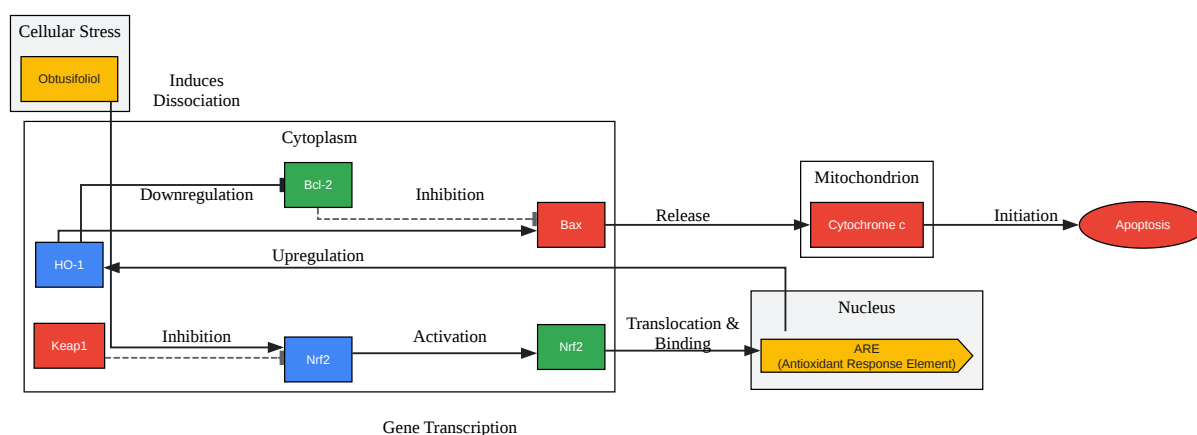 Cellular Stress
Obtusifoliol
Induces
Dissociation
Cytoplasm
Bcl-2
Downregulation
Inhibition
Mitochondrion
Bax
Release
Cytochrome c
Initiation
Apoptosis
HO-1
Upregulation
Nucleus
Keap1
Inhibition
Nrf2
Activation
Nrf2
Translocation &
Binding
ARE
(Antioxidant Response Element)
Gene Transcription